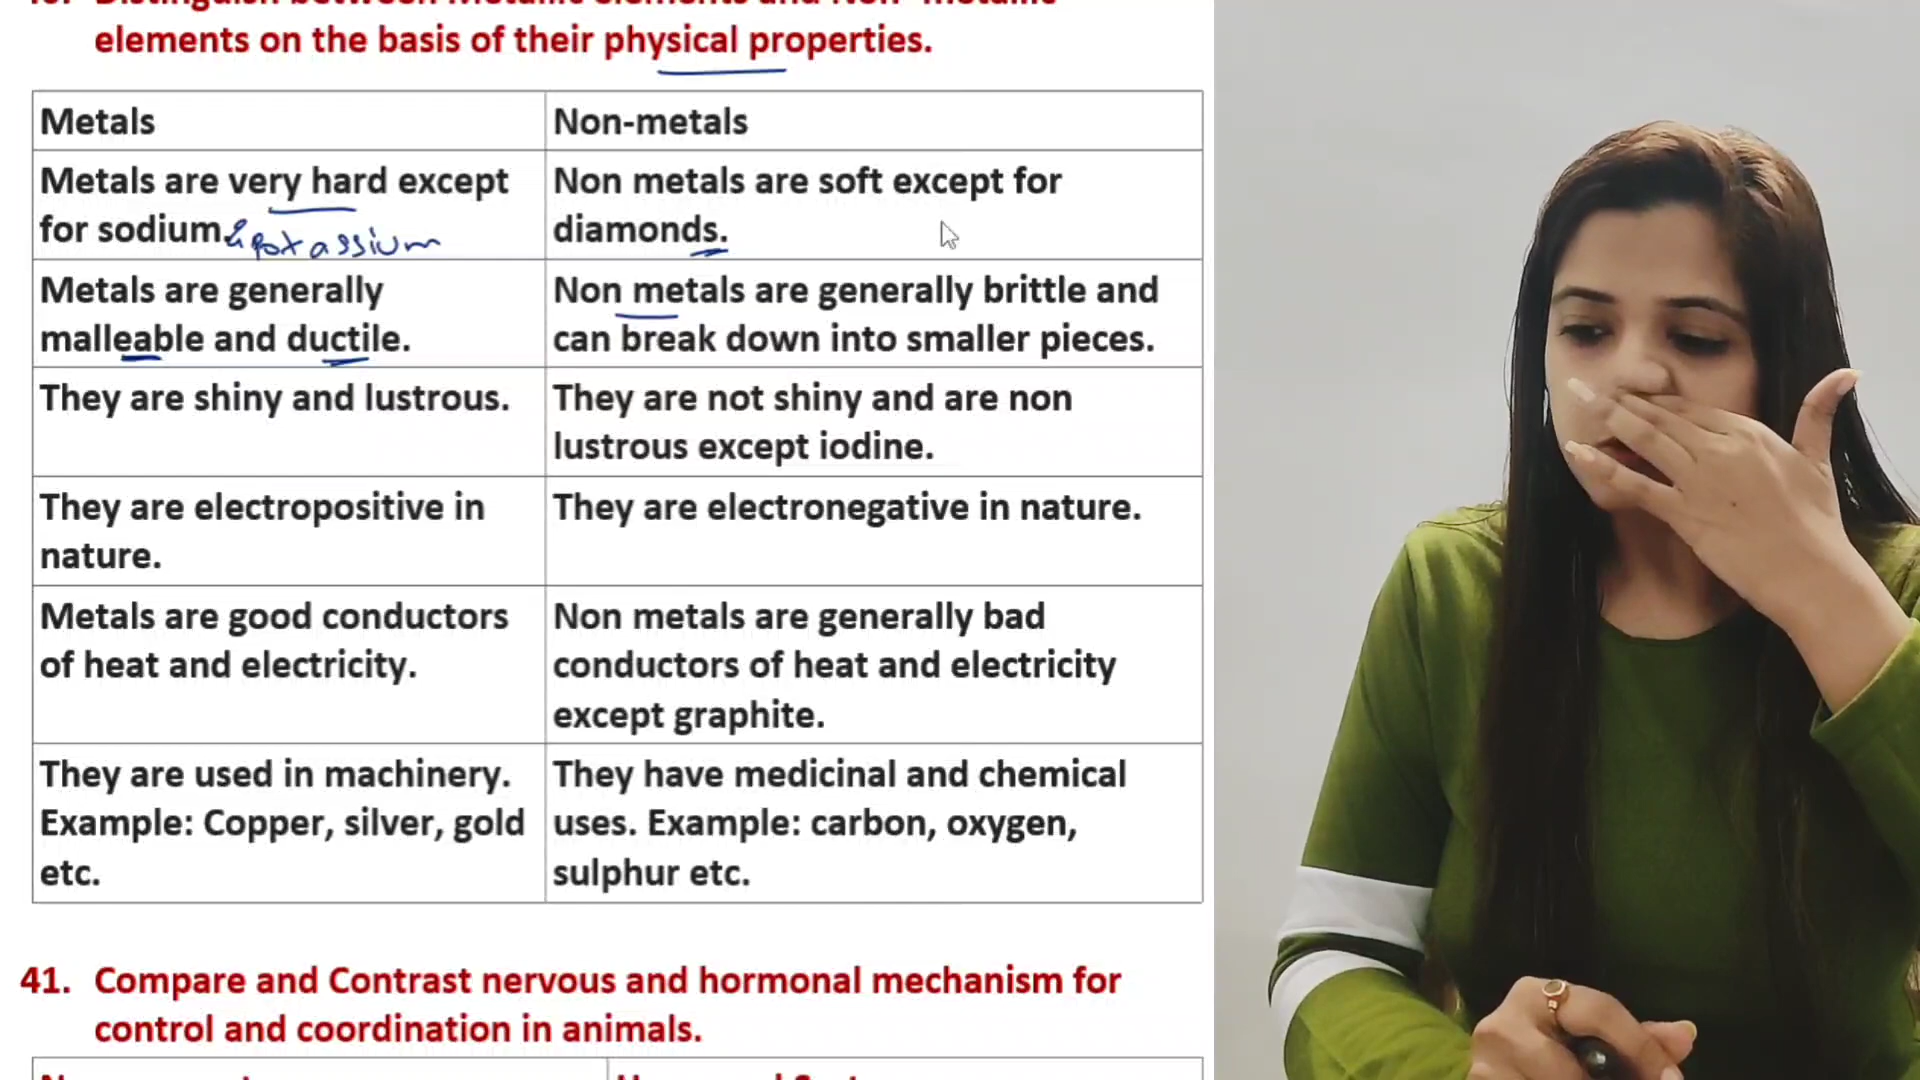 elements on the basis of their physical properties.
Metals
Non-metals
Metals are very hard except
for sodium. & potassium
Non metals are soft except for
diamonds.
Metals are generally
malleable and ductile.
Non metals are generally brittle and
can break down into smaller pieces.
They are shiny and lustrous.
They are not shiny and are non
lustrous except iodine.
They are electropositive in
nature.
They are electronegative in nature.
Metals are good conductors
of heat and electricity.
Non metals are generally bad
conductors of heat and electricity
except graphite.
They are used in machinery.
Example: Copper, silver, gold
etc.
They have medicinal and chemical
uses. Example: carbon, oxygen,
sulphur etc.
41. Compare and Contrast nervous and hormonal mechanism for
control and coordination in animals.